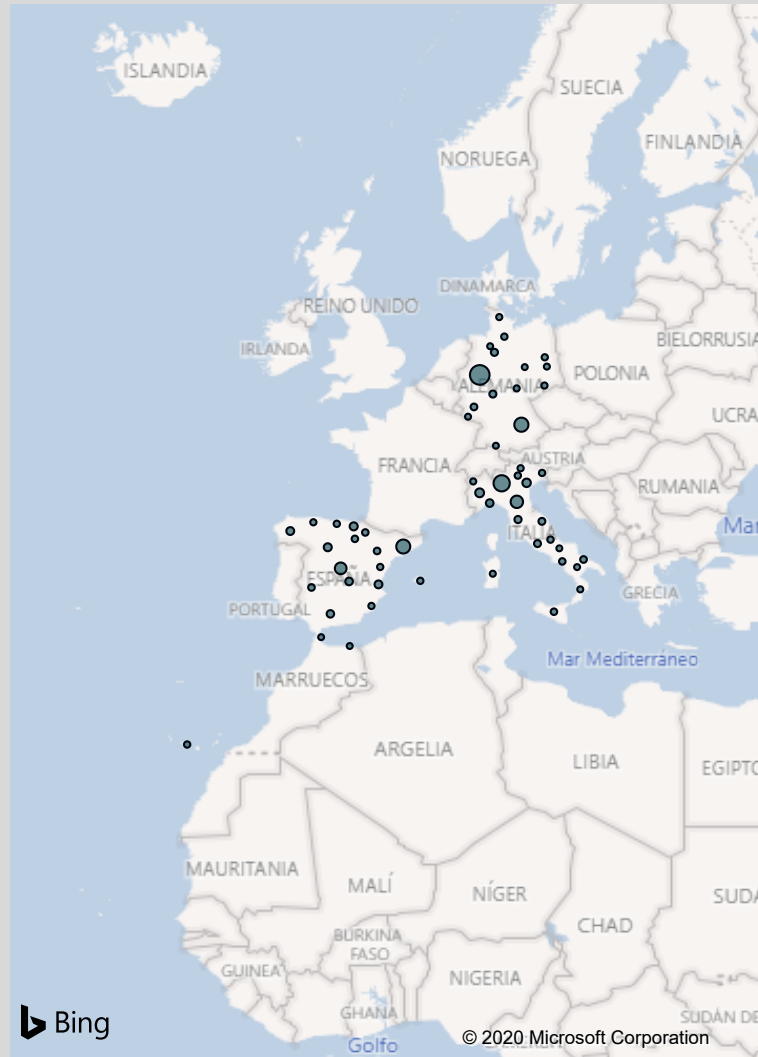 ISLANDIA
SUECIA
FINLANDIA
NORUEGA
DINAMARCA
REINO UNIDO
IRLANDA
BIELORRUSIA
POLONIA
ALEMANIA
UCRA
FRANCIA
AUSTRIA
RUMANIA
Mar
ITALIA
ESPAÑA
PORTUGAL
GRECIA
Mar Mediterráneo
MARRUECOS
ARGELIA
LIBIA
EGIPTO
MAURITANIA
MALÍ
NÍGER
CHAD
SUDA
BURKINA
FASO
GUINEA
NIGERIA
GHANA
SUDÁN DE
Bing
© 2020 Microsoft Corporation
Golfo